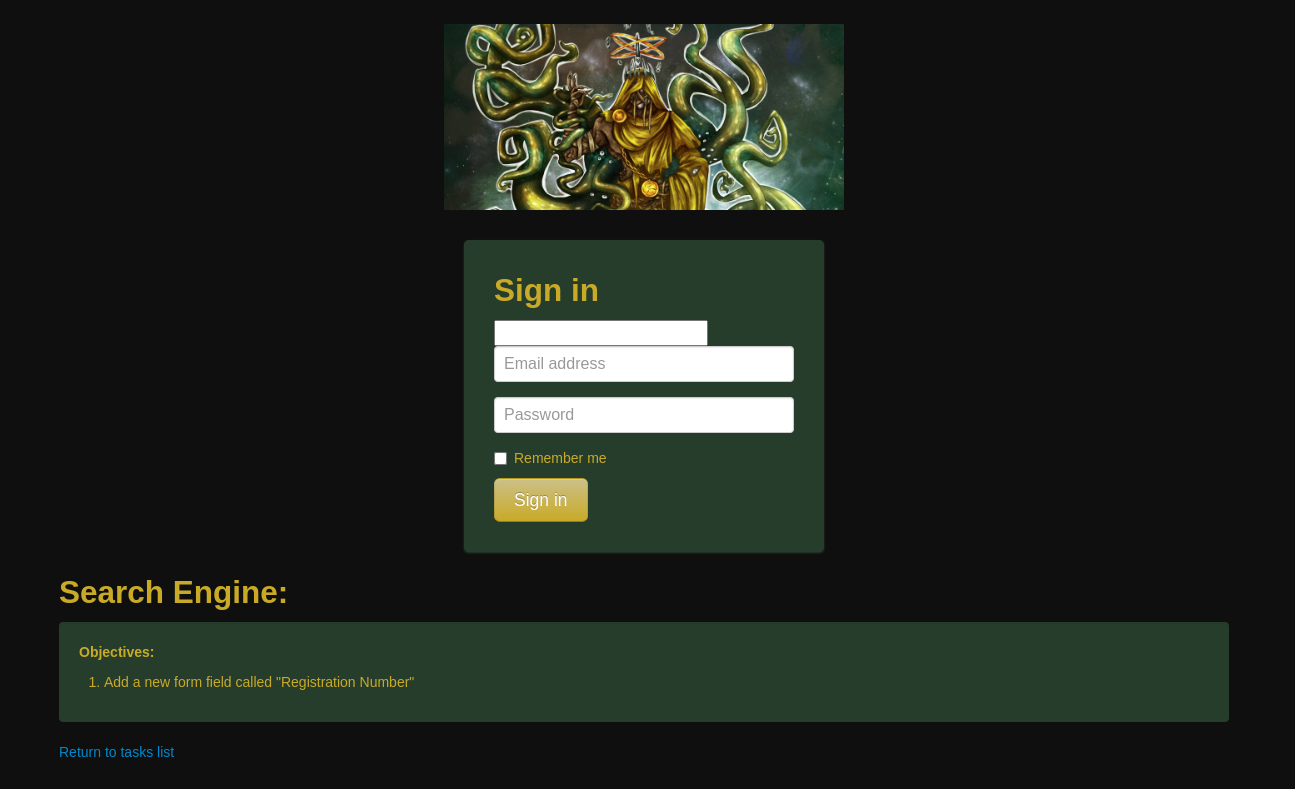 Sign in
Email address
Password
Remember me
Sign in
Search Engine:
Objectives:
1. Add a new form field called "Registration Number"
Return to tasks list